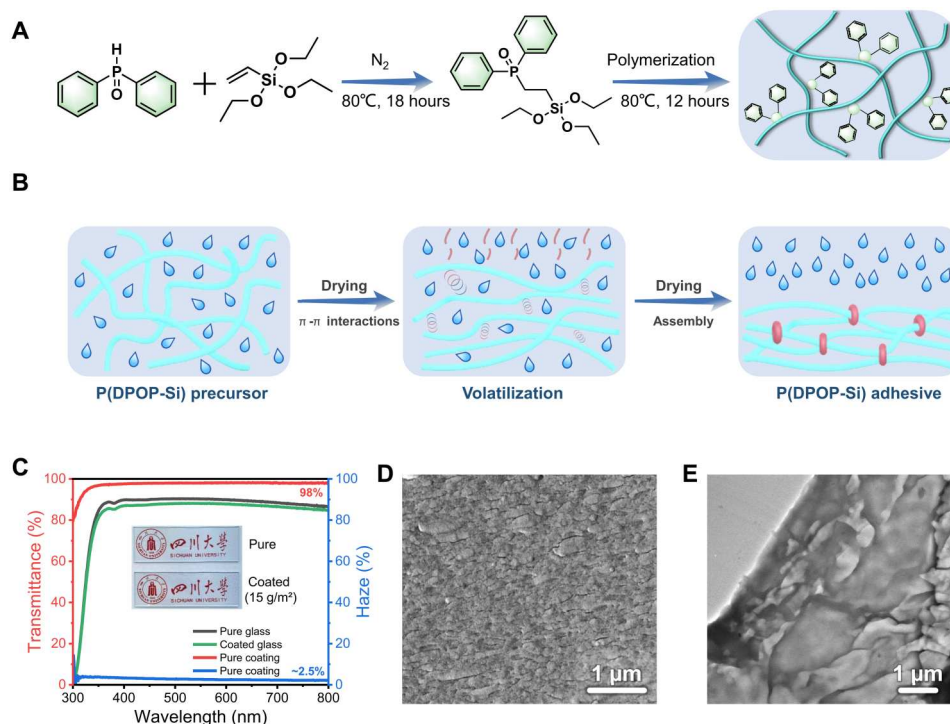 A
H
P
O
Si
O
O
O
N₂
80℃, 18 hours
O
P
Si
O
O
O
Polymerization
80℃, 12 hours
B
Drying
π-π interactions
Drying
Assembly
P(DPOP-Si) precursor
Volatilization
P(DPOP-Si) adhesive
C
Transmittance (%)
100
80
60
40
20
0
98%
四川大学
SICHUAN UNIVERSITY
Pure
四川大学
SICHUAN UNIVERSITY
Coated
(15 g/m²)
Pure glass
Coated glass
Pure coating
Pure coating
~2.5%
100
80
60
40
20
0
Haze (%)
300 400 500 600 700 800
Wavelength (nm)
D
1 μm
E
1 μm